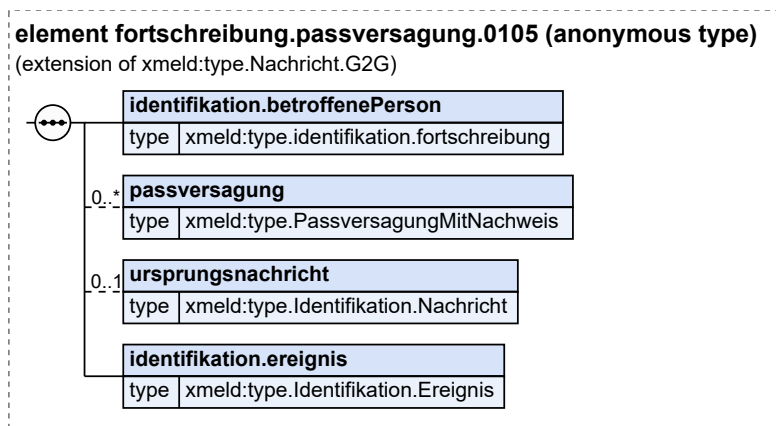 element fortschreibung.passversagung.0105 (anonymous type)
(extension of xmeld:type.Nachricht.G2G)
identifikation.betroffenePerson
type xmeld:type.identifikation.fortschreibung
0..* passversagung
type xmeld:type.PassversagungMitNachweis
0..1 ursprungsnachricht
type xmeld:type.Identifikation.Nachricht
identifikation.ereignis
type xmeld:type.Identifikation.Ereignis